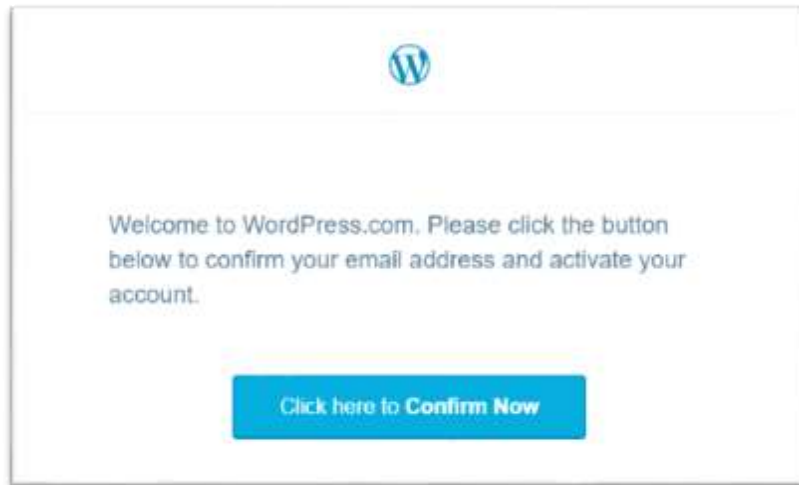 Welcome to WordPress.com. Please click the button
below to confirm your email address and activate your
account.
Click here to Confirm Now